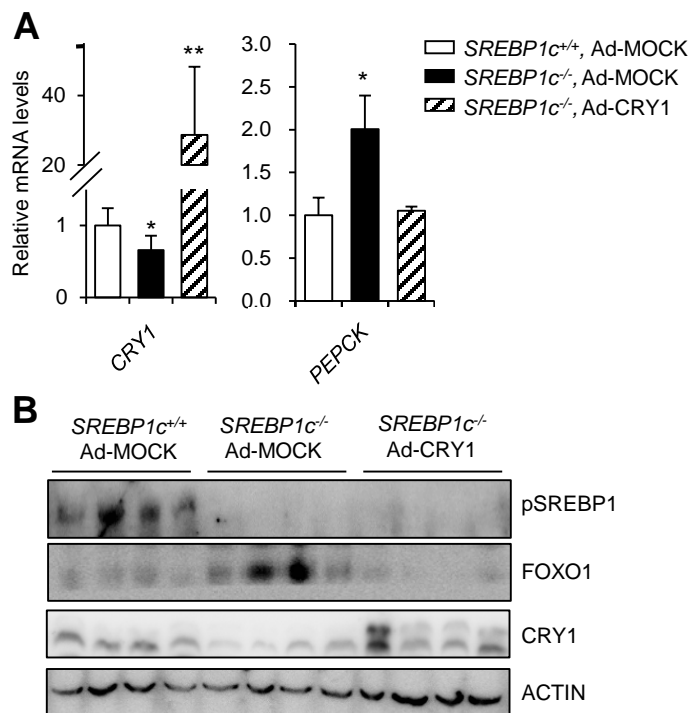 A
Relative mRNA levels
40
20
1
0
**
*
CRY1
3.0
2.5
2.0
1.5
1.0
0.5
0.0
*
PEPCK
SREBP1c+/+, Ad-MOCK
SREBP1c-/-, Ad-MOCK
SREBP1c-/-, Ad-CRY1
B
SREBP1c+/+ SREBP1c-/- SREBP1c-/-
Ad-MOCK Ad-MOCK Ad-CRY1
pSREBP1
FOXO1
CRY1
ACTIN